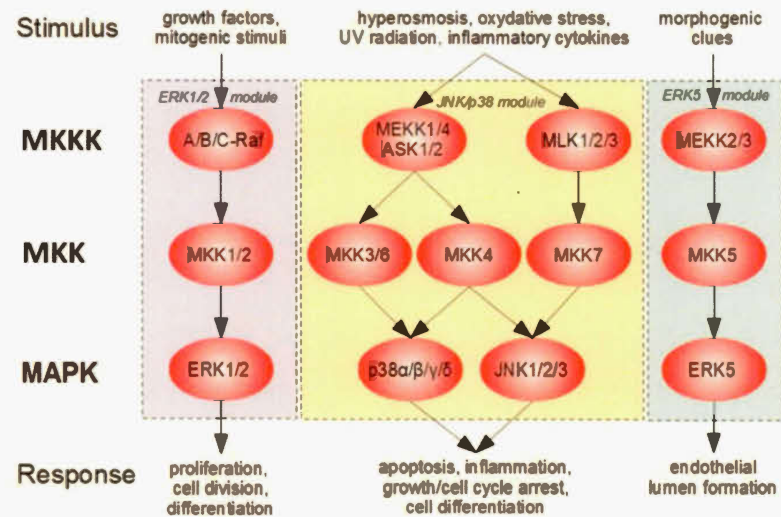 Stimulus
growth factors,
mitogenic stimuli
hyperosmosis, oxydative stress,
UV radiation, inflammatory cytokines
morphogenic
clues
ERK1/2 module
JNK/p38 module
ERK5 module
MKKK
A/B/C-Raf
MEKK1/4
ASK1/2
MLK1/2/3
MEKK2/3
MKK
MKK1/2
MKK3/6
MKK4
MKK7
MKK5
MAPK
ERK1/2
p38α/β/γ/δ
JNK1/2/3
ERK5
Response
proliferation,
cell division,
differentiation
apoptosis, inflammation,
growth/cell cycle arrest,
cell differentiation
endothelial
lumen formation